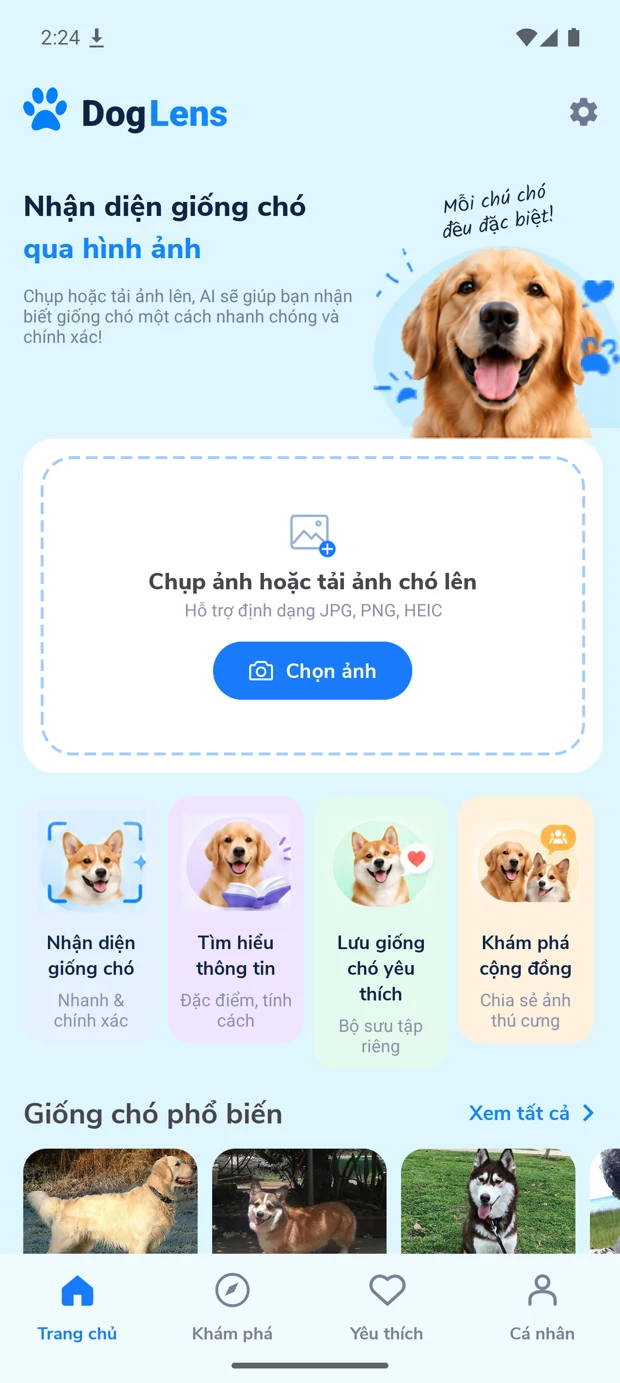 2:24
DogLens
Nhận diện giống chó
qua hình ảnh
Mỗi chú chó
đều đặc biệt!
Chụp hoặc tải ảnh lên, AI sẽ giúp bạn nhận
biết giống chó một cách nhanh chóng và
chính xác!
Chụp ảnh hoặc tải ảnh chó lên
Hỗ trợ định dạng JPG, PNG, HEIC
Chọn ảnh
Nhận diện
giống chó
Nhanh &
chính xác
Tìm hiểu
thông tin
Đặc điểm, tính
cách
Lưu giống
chó yêu
thích
Bộ sưu tập
riêng
Khám phá
cộng đồng
Chia sẻ ảnh
thú cưng
Giống chó phổ biến
Xem tất cả
Trang chủ
Khám phá
Yêu thích
Cá nhân